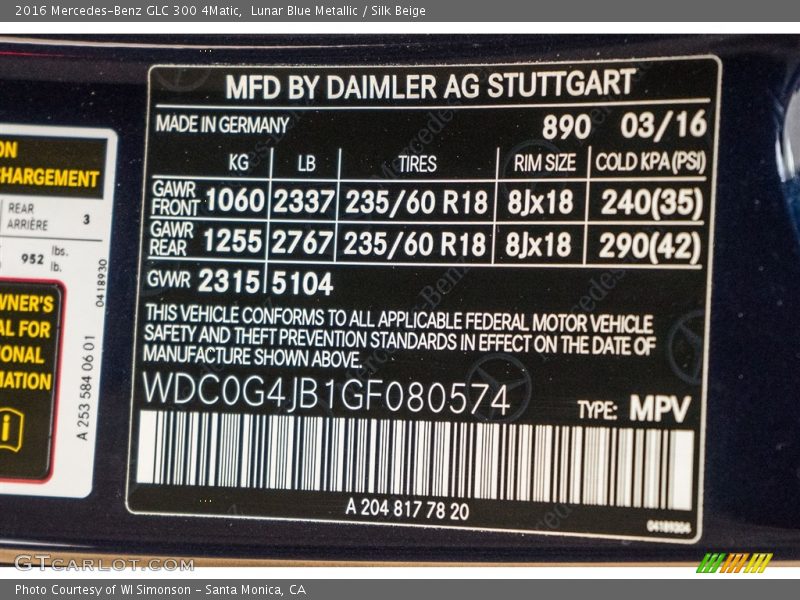 2016 Mercedes-Benz GLC 300 4Matic,  Lunar Blue Metallic / Silk Beige
ON
CHARGEMENT
REAR
ARRIÈRE
3
952 lbs.
lb.
0418930
WNER'S
AL FOR
IONAL
MATION
i
A 253 584 06 01
MFD BY DAIMLER AG STUTTGART
MADE IN GERMANY 890 03/16
KG LB TIRES RIM SIZE COLD KPA(PSI)
GAWR FRONT 1060 2337 235/60 R18 8Jx18 240(35)
GAWR REAR 1255 2767 235/60 R18 8Jx18 290(42)
GWR 2315 5104
THIS VEHICLE CONFORMS TO ALL APPLICABLE FEDERAL MOTOR VEHICLE
SAFETY AND THEFT PREVENTION STANDARDS IN EFFECT ON THE DATE OF
MANUFACTURE SHOWN ABOVE.
WDC0G4JB1GF080574 TYPE: MPV
A 204 817 78 20
04189304
GTCARLOT.COM
Photo Courtesy of WI Simonson - Santa Monica, CA